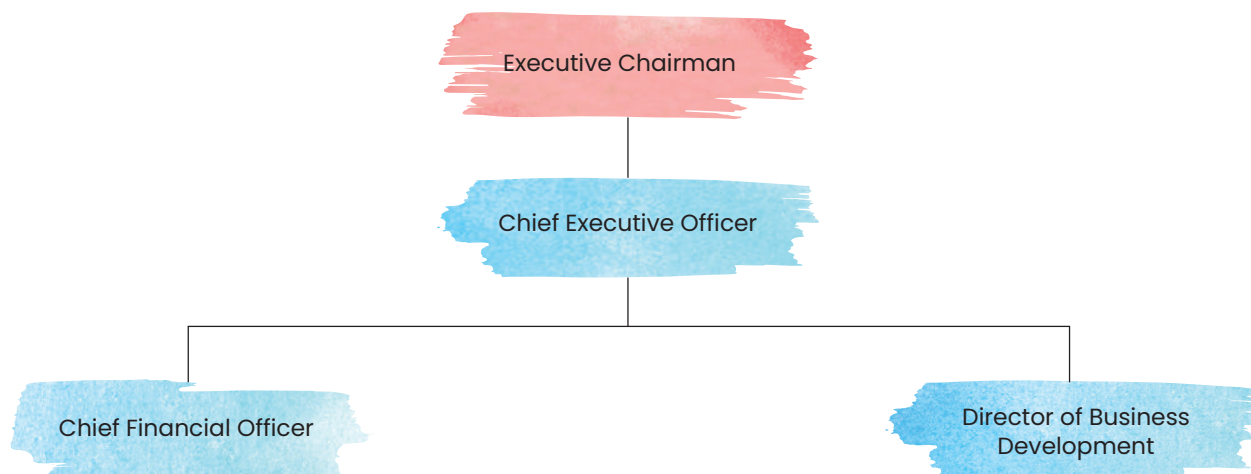 Executive Chairman
Chief Executive Officer
Chief Financial Officer
Director of Business
Development